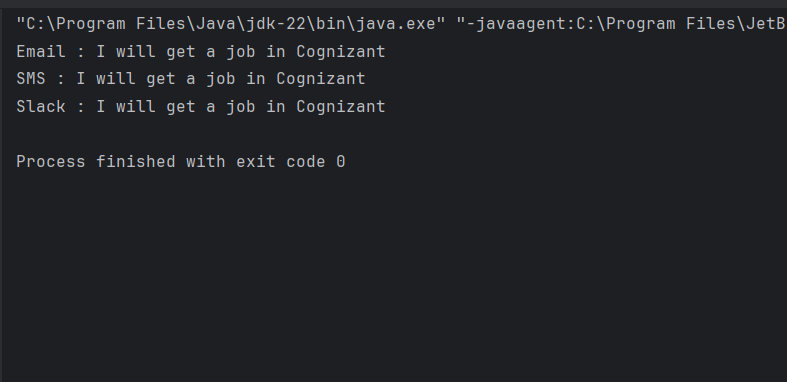 "C:\Program Files\Java\jdk-22\bin\java.exe" "-javaagent:C:\Program Files\JetB
Email : I will get a job in Cognizant
SMS : I will get a job in Cognizant
Slack : I will get a job in Cognizant
Process finished with exit code 0